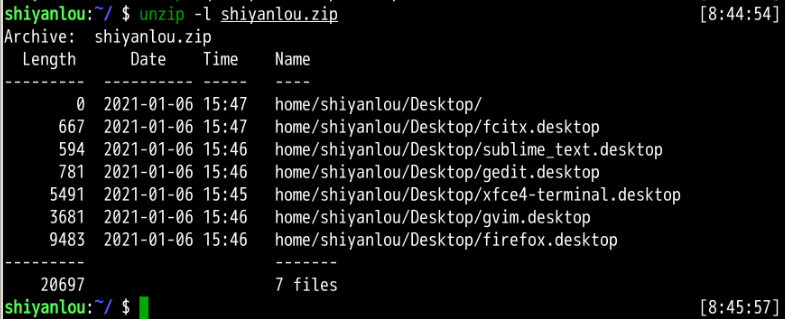 shiyanlou:~/ $ unzip -l shiyanlou.zip [8:44:54]
Archive:  shiyanlou.zip
  Length      Date    Time    Name
---------  ---------- -----   ----
        0  2021-01-06 15:47   home/shiyanlou/Desktop/
      667  2021-01-06 15:47   home/shiyanlou/Desktop/fcitx.desktop
      594  2021-01-06 15:46   home/shiyanlou/Desktop/sublime_text.desktop
      781  2021-01-06 15:46   home/shiyanlou/Desktop/gedit.desktop
     5491  2021-01-06 15:45   home/shiyanlou/Desktop/xfce4-terminal.desktop
     3681  2021-01-06 15:46   home/shiyanlou/Desktop/gvim.desktop
     9483  2021-01-06 15:46   home/shiyanlou/Desktop/firefox.desktop
---------                     -------
    20697                     7 files
shiyanlou:~/ $ [8:45:57]